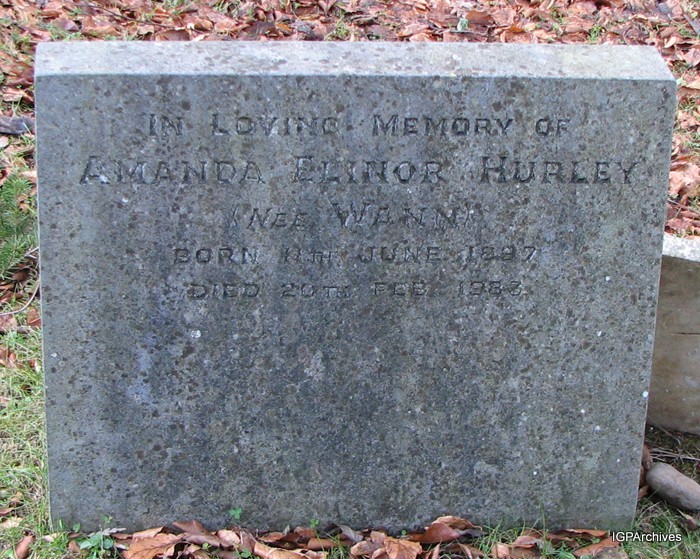 IN LOVING MEMORY OF
AMANDA ELINOR HURLEY
(NEE WANN)
BORN 11TH JUNE 1897
DIED 20TH FEB 1983
IGPArchives